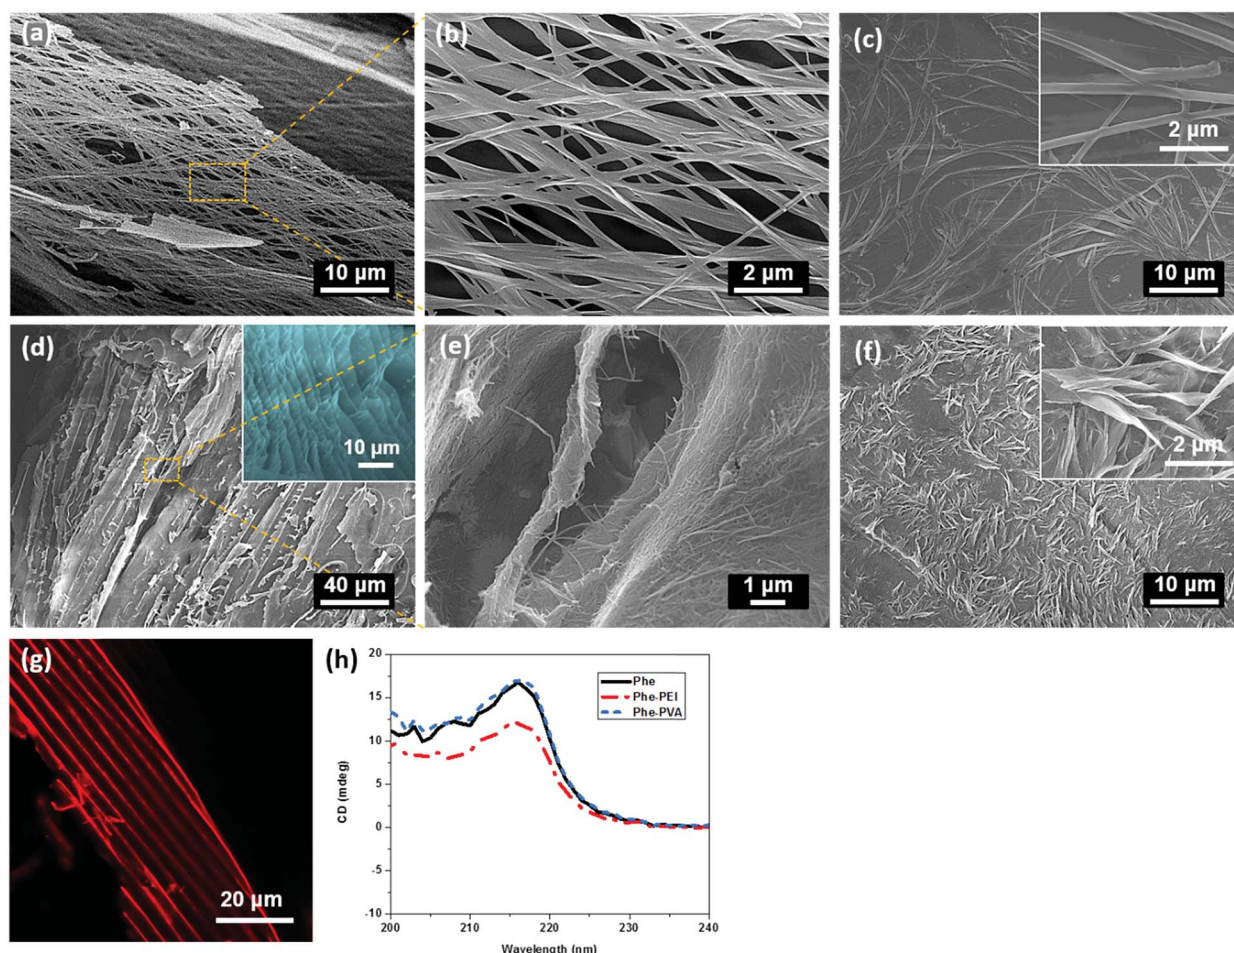 (a)
10 µm
(b)
2 µm
(c)
2 µm
10 µm
(d)
10 µm
40 µm
(e)
1 µm
(f)
2 µm
10 µm
(g)
20 µm
(h)
20
15
10
5
0
-5
-10
CD (mdeg)
Phe
Phe-PEI
Phe-PVA
200
210
220
230
240
Wavelength (nm)